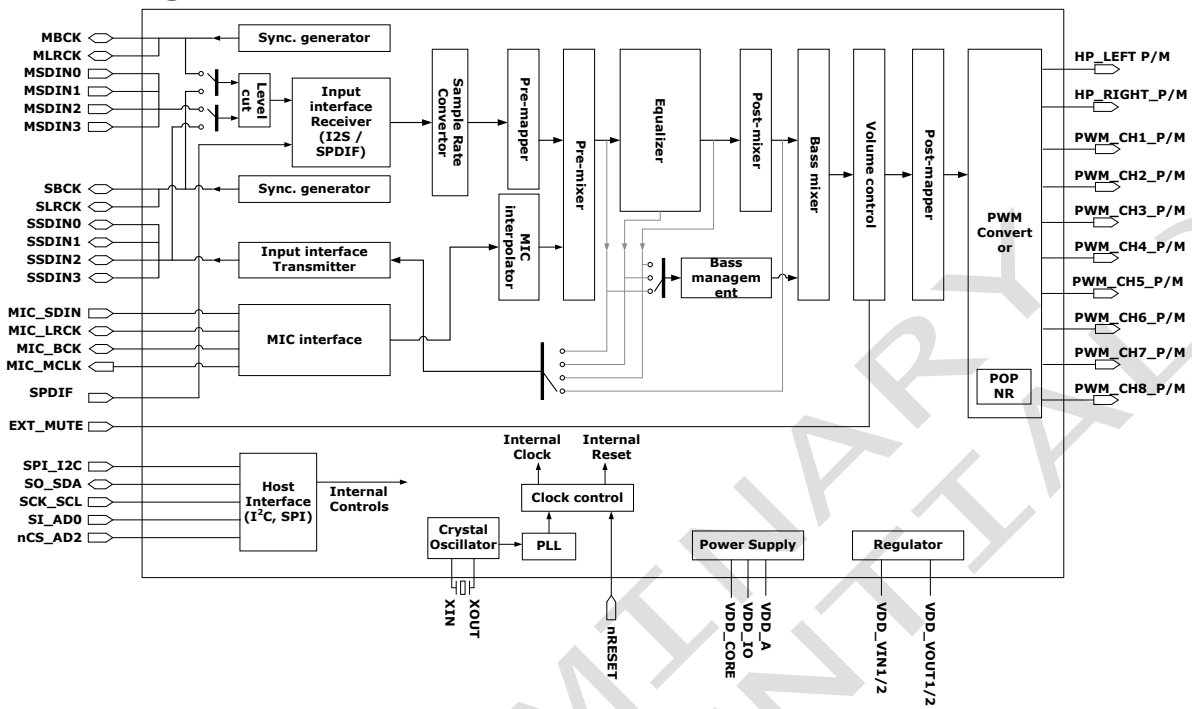 MBCK
MLRCK
MSDIN0
MSDIN1
MSDIN2
MSDIN3
SBCK
SLRCK
SSDIN0
SSDIN1
SSDIN2
SSDIN3
MIC_SDIN
MIC_LRCK
MIC_BCK
MIC_MCLK
SPDIF
EXT_MUTE
SPI_I2C
SO_SDA
SCK_SCL
SI_AD0
nCS_AD2
Sync. generator
Level
cut
Input
interface
Receiver
(I2S /
SPDIF)
Sync. generator
Input interface
Transmitter
MIC interface
Host
Interface
(I²C, SPI)
Internal
Controls
Sample Rate
Convertor
Pre-mapper
MIC
interpolator
Pre-mixer
Equalizer
Post-mixer
Bass
managem
ent
Bass mixer
Volume control
Post-mapper
PWM
Convert
or
POP
NR
HP_LEFT P/M
HP_RIGHT_P/M
PWM_CH1_P/M
PWM_CH2_P/M
PWM_CH3_P/M
PWM_CH4_P/M
PWM_CH5_P/M
PWM_CH6_P/M
PWM_CH7_P/M
PWM_CH8_P/M
Internal
Clock
Internal
Reset
Clock control
Crystal
Oscillator
PLL
XIN
XOUT
nRESET
Power Supply
VDD_CORE
VDD_IO
VDD_A
Regulator
VDD_VIN1/2
VDD_VOUT1/2